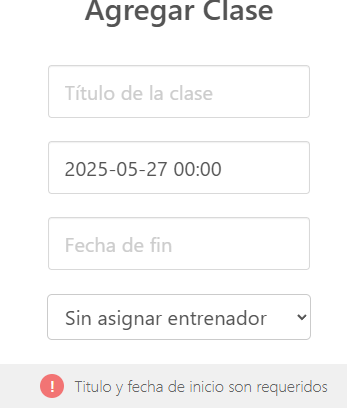 Agregar Clase
Título de la clase
2025-05-27 00:00
Fecha de fin
Sin asignar entrenador
! Titulo y fecha de inicio son requeridos